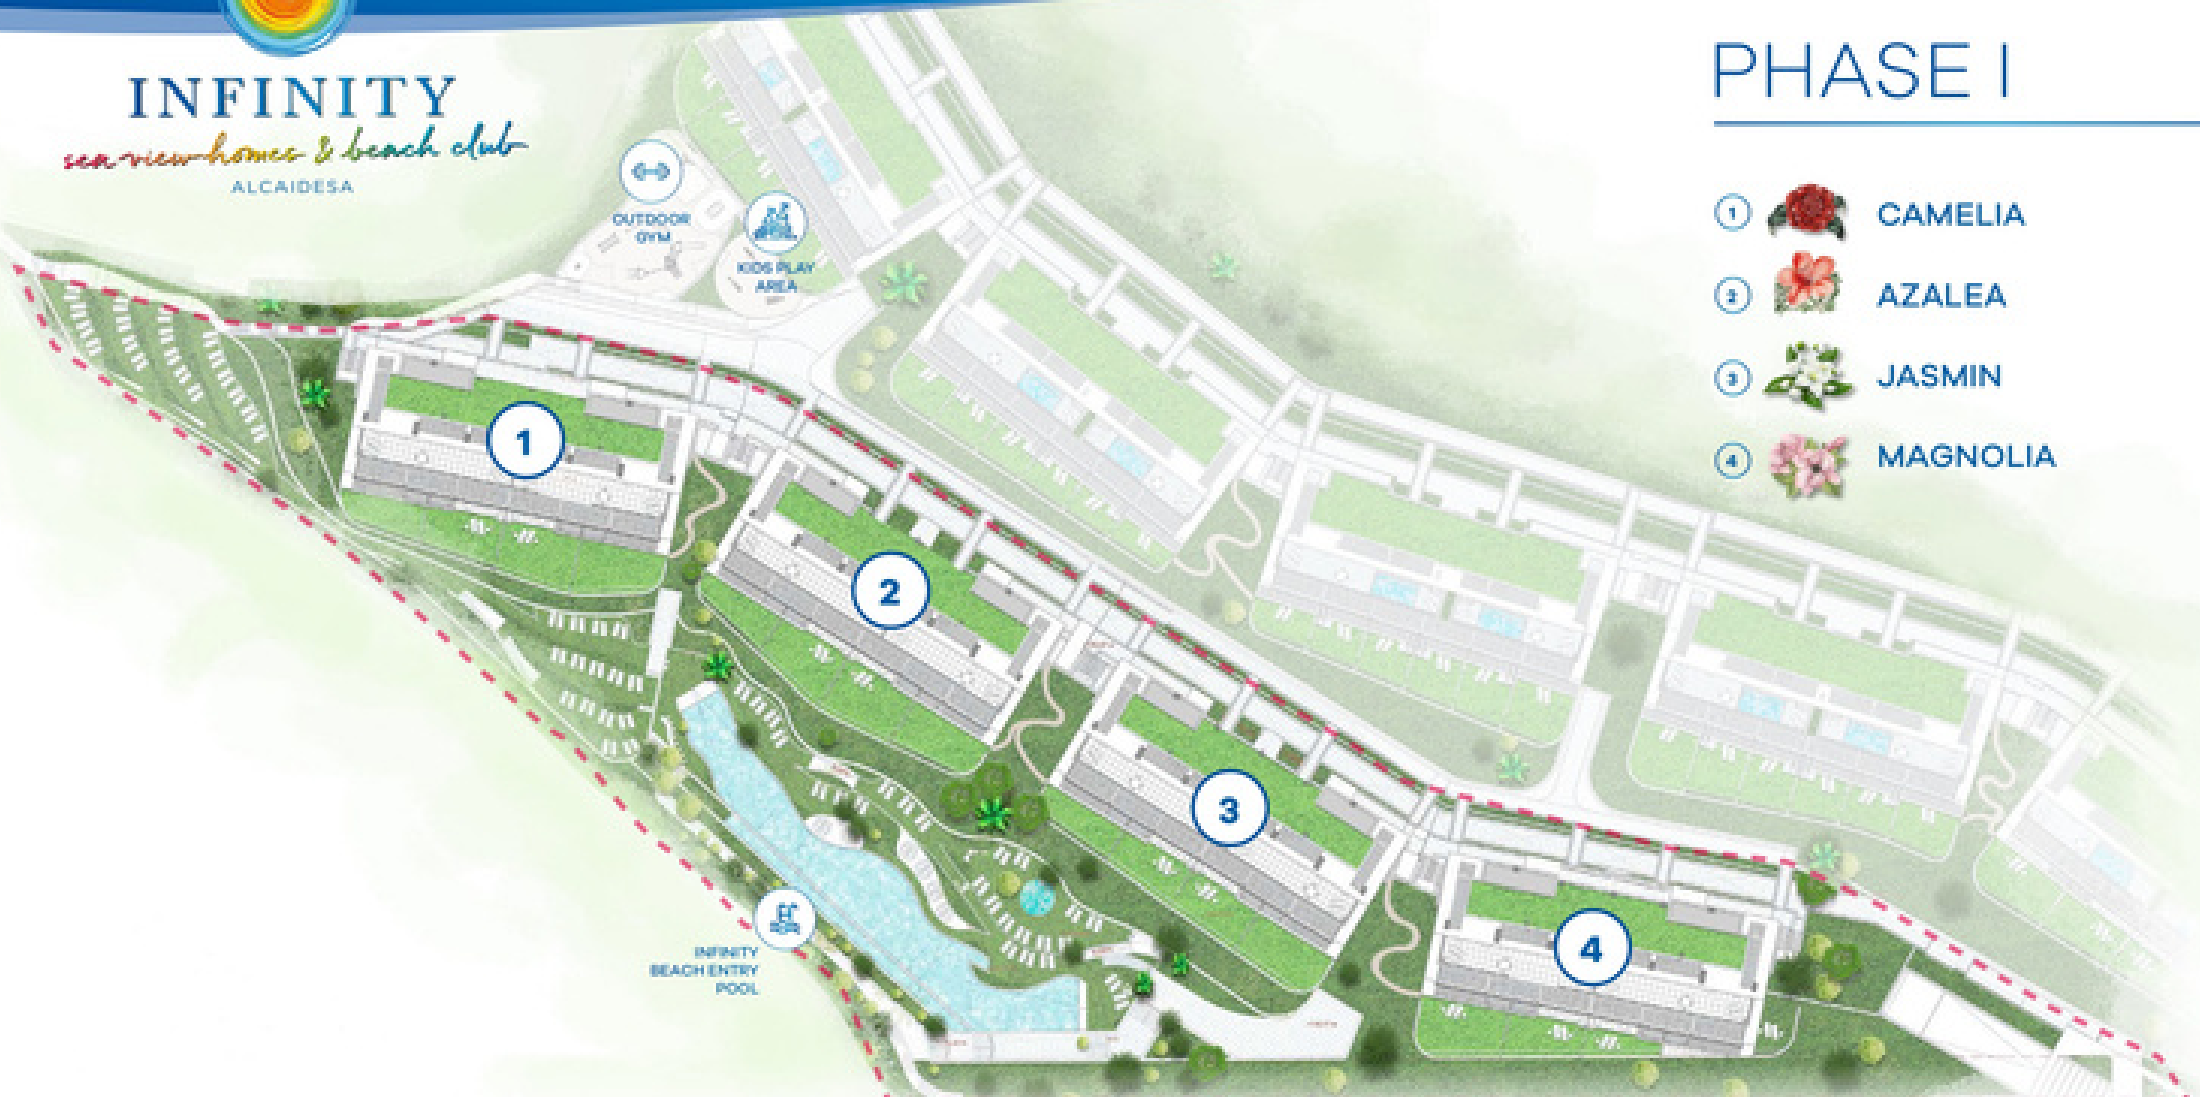 INFINITY
sea view homes & beach club
ALCAIDESA
PHASE I
1 CAMELIA
2 AZALEA
3 JASMIN
4 MAGNOLIA
OUTDOOR
GYM
KIDS PLAY
AREA
1
2
3
4
INFINITY
BEACH ENTRY
POOL